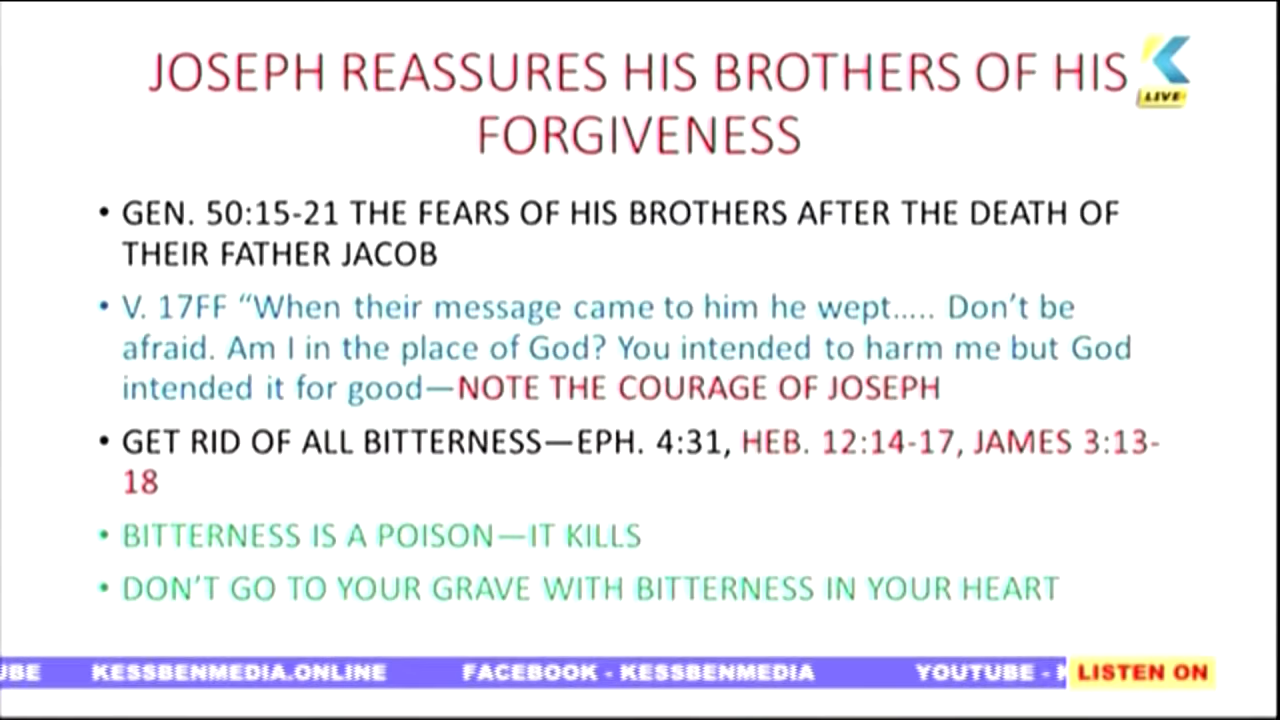 JOSEPH REASSURES HIS BROTHERS OF HIS
FORGIVENESS
LIVE
• GEN. 50:15-21 THE FEARS OF HIS BROTHERS AFTER THE DEATH OF
THEIR FATHER JACOB
• V. 17FF “When their message came to him he wept..... Don’t be
afraid. Am I in the place of God? You intended to harm me but God
intended it for good—NOTE THE COURAGE OF JOSEPH
• GET RID OF ALL BITTERNESS—EPH. 4:31, HEB. 12:14-17, JAMES 3:13-
18
• BITTERNESS IS A POISON—IT KILLS
• DON’T GO TO YOUR GRAVE WITH BITTERNESS IN YOUR HEART
UBE KESSBENMEDIA.ONLINE FACEBOOK - KESSBENMEDIA YOUTUBE - LISTEN ON